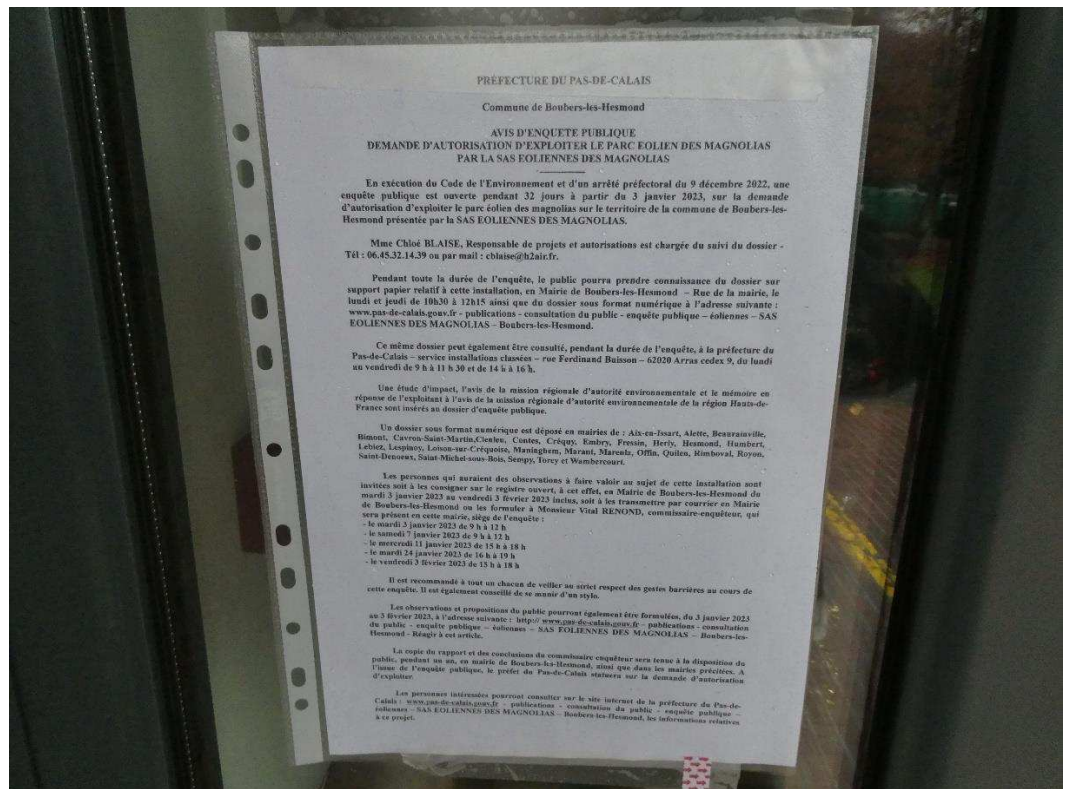 PREFECTURE DU PAS-DE-CALAIS
Commune de Boubers-les-Hesmond
AVIS D'ENQUETE PUBLIQUE
DEMANDE D'AUTORISATION D'EXPLOITER LE PARC EOLIEN DES MAGNOLIAS
PAR LA SAS EOLIENNES DES MAGNOLIAS
En exécution du Code de l'Environnement et d'un arrêté préfectoral du 9 décembre 2022, une
enquête publique est ouverte pendant 32 jours à partir du 3 janvier 2023, sur la demande
d'autorisation d'exploiter le parc éolien des magnolias sur le territoire de la commune de Boubers-les-
Hesmond présentée par la SAS EOLIENNES DES MAGNOLIAS.
Mme Chloé BLAISE, Responsable de projets et autorisations est chargée du suivi du dossier -
Tél : 06.45.32.14.39 ou par mail : cblaise@h2air.fr.
Pendant toute la durée de l'enquête, le public pourra prendre connaissance du dossier sur
support papier relatif à cette installation, en Mairie de Boubers-les-Hesmond – Rue de la mairie, le
lundi et jeudi de 10h30 à 12h15 ainsi que du dossier sous format numérique à l'adresse suivante :
www.pas-de-calais.gouv.fr - publications - consultation du public - enquête publique – éoliennes – SAS
EOLIENNES DES MAGNOLIAS – Boubers-les-Hesmond.
Ce même dossier peut également être consulté, pendant la durée de l'enquête, à la préfecture du
Pas-de-Calais – service installations classées – rue Ferdinand Buisson – 62020 Arras cedex 9, du lundi
au vendredi de 9 h à 11 h 30 et de 14 h à 16 h.
Une étude d'impact, l'avis de la mission régionale d'autorité environnementale et le mémoire en
réponse de l'exploitant à l'avis de la mission régionale d'autorité environnementale de la région Hauts-de-
France sont insérés au dossier d'enquête publique.
Un dossier sous format numérique est déposé en mairies de : Aix-en-Issart, Alette, Beaurainville,
Bimont, Cavron-Saint-Martin,Clenleu, Contes, Créquy, Embry, Fressin, Herly, Hesmond, Humbert,
Lebiez, Lespinoy, Loison-sur-Créquoise, Maninghem, Marant, Marenla, Offin, Quilen, Rimboval, Royon,
Saint-Denoeux, Saint-Michel-sous-Bois, Sempy, Torcy et Wambercourt.
Les personnes qui auraient des observations à faire valoir au sujet de cette installation sont
invitées soit à les consigner sur le registre ouvert, à cet effet, en Mairie de Boubers-les-Hesmond du
mardi 3 janvier 2023 au vendredi 3 février 2023 inclus, soit à les transmettre par courrier en Mairie
de Boubers-les-Hesmond ou les formuler à Monsieur Vital RENOND, commissaire-enquêteur, qui
sera présent en cette mairie, siège de l'enquête :
- le mardi 3 janvier 2023 de 9 h à 12 h
- le samedi 7 janvier 2023 de 9 h à 12 h
- le mercredi 11 janvier 2023 de 15 h à 18 h
- le mardi 24 janvier 2023 de 16 h à 19 h
- le vendredi 3 février 2023 de 15 h à 18 h
Il est recommandé à tout un chacun de veiller au strict respect des gestes barrières au cours de
cette enquête. Il est également conseillé de se munir d'un stylo.
Les observations et propositions du public pourront également être formulées, du 3 janvier 2023
au 3 février 2023, à l'adresse suivante : http:// www.pas-de-calais.gouv.fr - publications - consultation
du public - enquête publique – éoliennes – SAS EOLIENNES DES MAGNOLIAS – Boubers-les-
Hesmond - Réagir à cet article.
La copie du rapport et des conclusions du commissaire enquêteur sera tenue à la disposition du
public, pendant un an, en mairie de Boubers-les-Hesmond, ainsi que dans les mairies précitées. A
l'issue de l'enquête publique, le préfet du Pas-de-Calais statuera sur la demande d'autorisation
d'exploiter.
Les personnes intéressées pourront consulter sur le site internet de la préfecture du Pas-de-
Calais : www.pas-de-calais.gouv.fr - publications - consultation du public - enquête publique –
éoliennes – SAS EOLIENNES DES MAGNOLIAS – Boubers-les-Hesmond, les informations relatives
à ce projet.